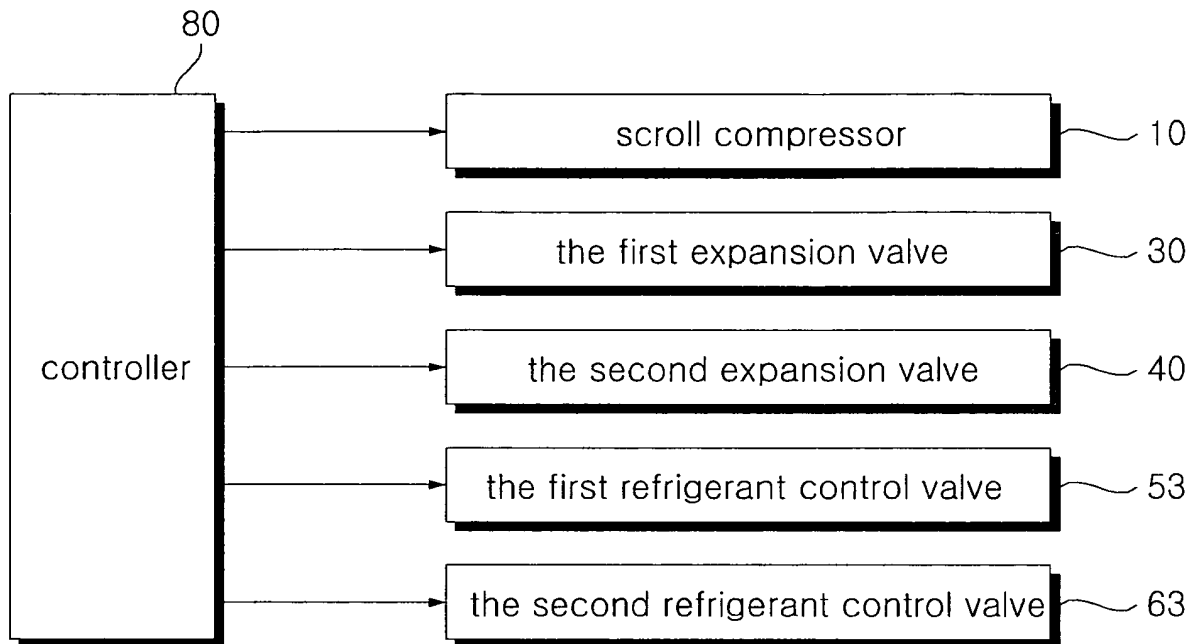 80
scroll compressor 10
the first expansion valve 30
controller
the second expansion valve 40
the first refrigerant control valve 53
the second refrigerant control valve 63